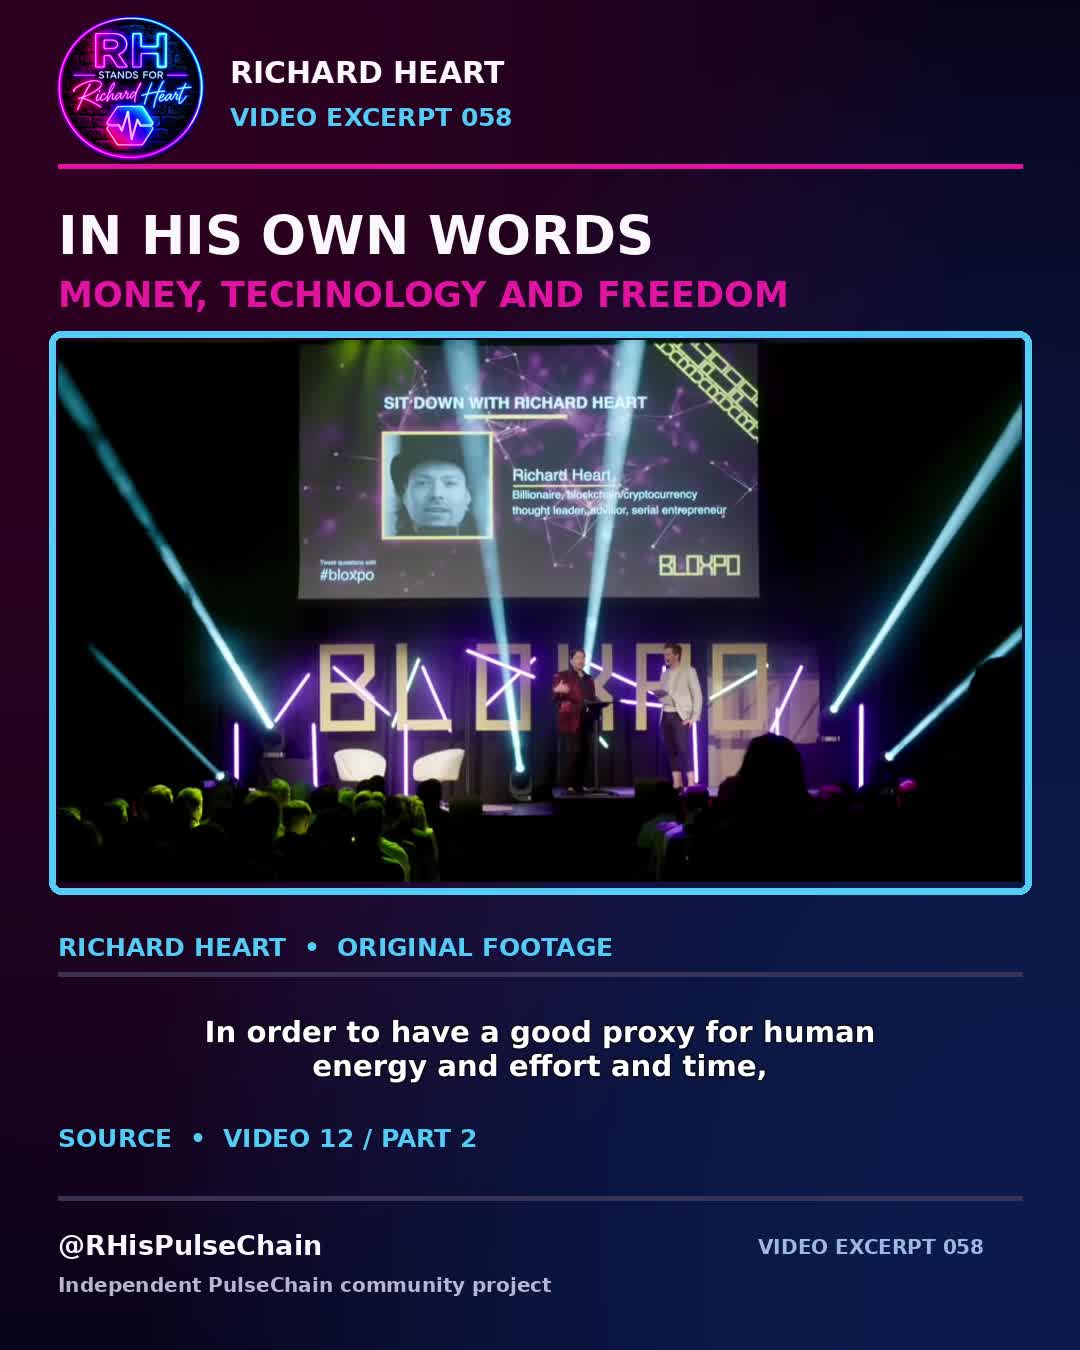 RH
STANDS FOR
Richard Heart
RICHARD HEART
VIDEO EXCERPT 058
IN HIS OWN WORDS
MONEY, TECHNOLOGY AND FREEDOM
SIT DOWN WITH RICHARD HEART
Richard Heart,
Billionaire, blockchain/cryptocurrency
thought leader, advisor, serial entrepreneur
Tweet questions with
#bloxpo
BLOXPO
BLOXPO
RICHARD HEART • ORIGINAL FOOTAGE
In order to have a good proxy for human
energy and effort and time,
SOURCE • VIDEO 12 / PART 2
@RHisPulseChain
VIDEO EXCERPT 058
Independent PulseChain community project